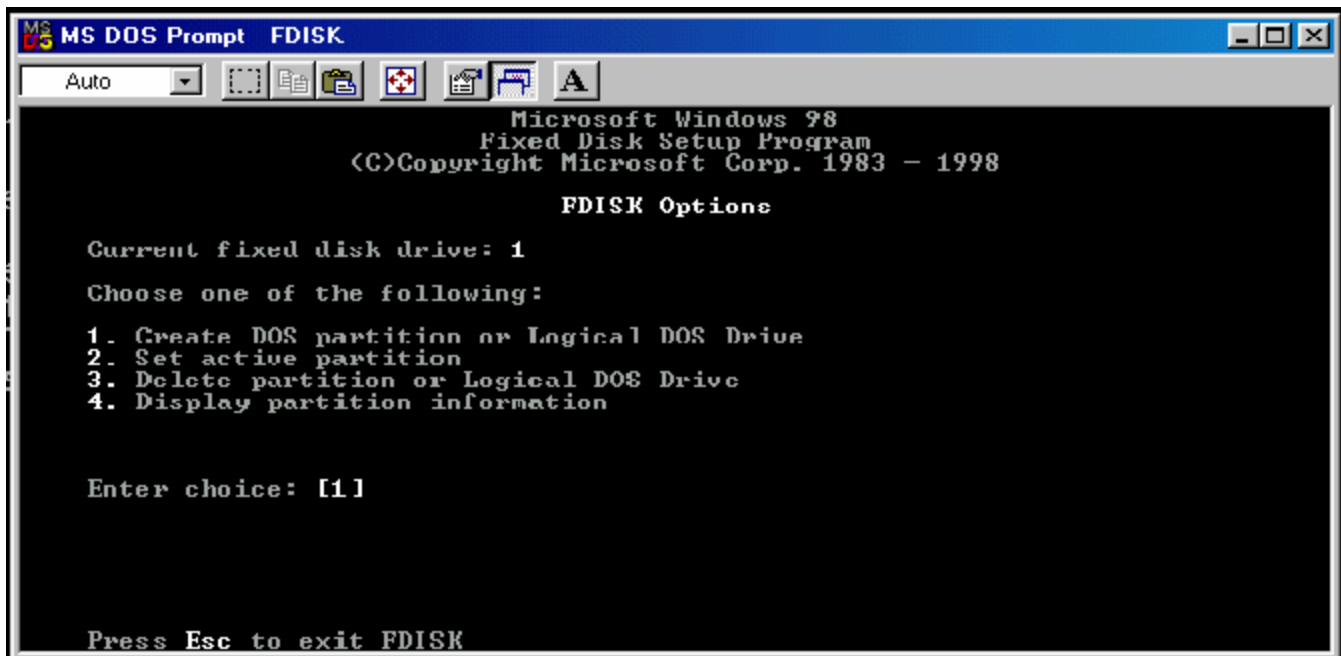 MS DOS Prompt FDISK
Auto
A
Microsoft Windows 98
Fixed Disk Setup Program
(C)Copyright Microsoft Corp. 1983 - 1998
FDISK Options
Current fixed disk drive: 1
Choose one of the following:
1. Create DOS partition or Logical DOS Drive
2. Set active partition
3. Delete partition or Logical DOS Drive
4. Display partition information
Enter choice: [1]
Press Esc to exit FDISK